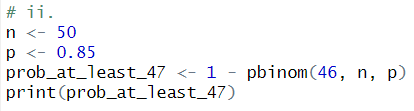 # ii.
n <- 50
p <- 0.85
prob_at_least_47 <- 1 - pbinom(46, n, p)
print(prob_at_least_47)